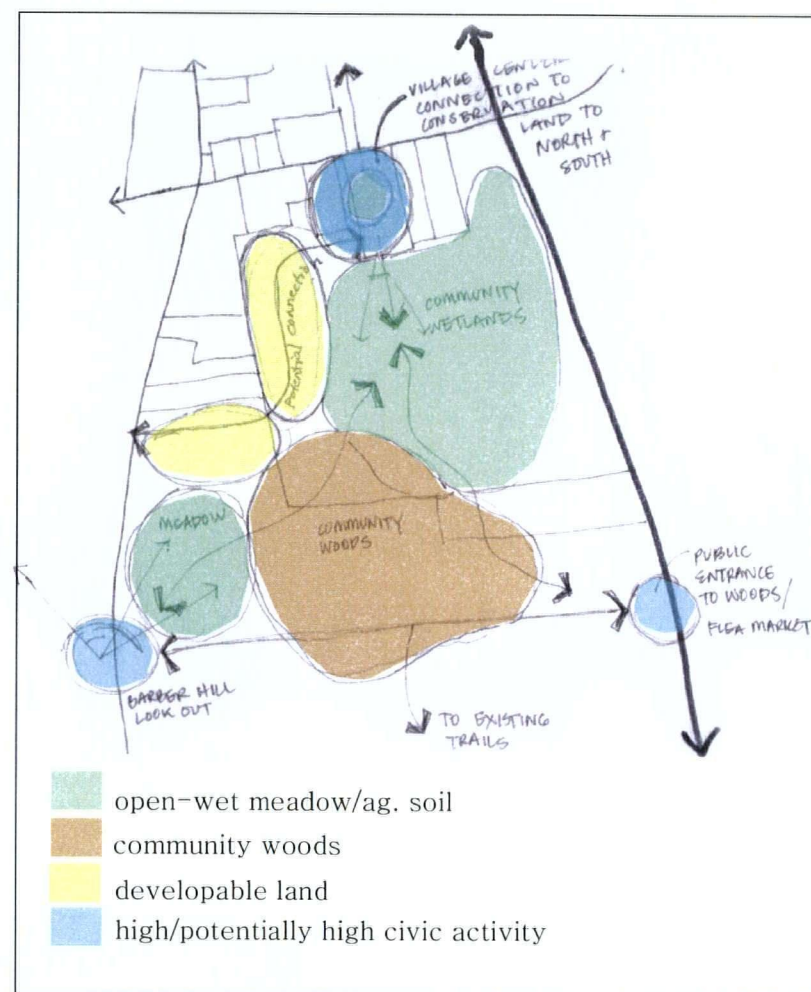 VILLAGE CENTER
CONNECTION TO
CONSERVATION
LAND TO
NORTH +
SOUTH
potential connection
COMMUNITY
WETLANDS
MEADOW
COMMUNITY
WOODS
PUBLIC
ENTRANCE
TO WOODS/
FLEA MARKET
BARBER HILL
LOOK OUT
TO EXISTING
TRAILS
open-wet meadow/ag. soil
community woods
developable land
high/potentially high civic activity